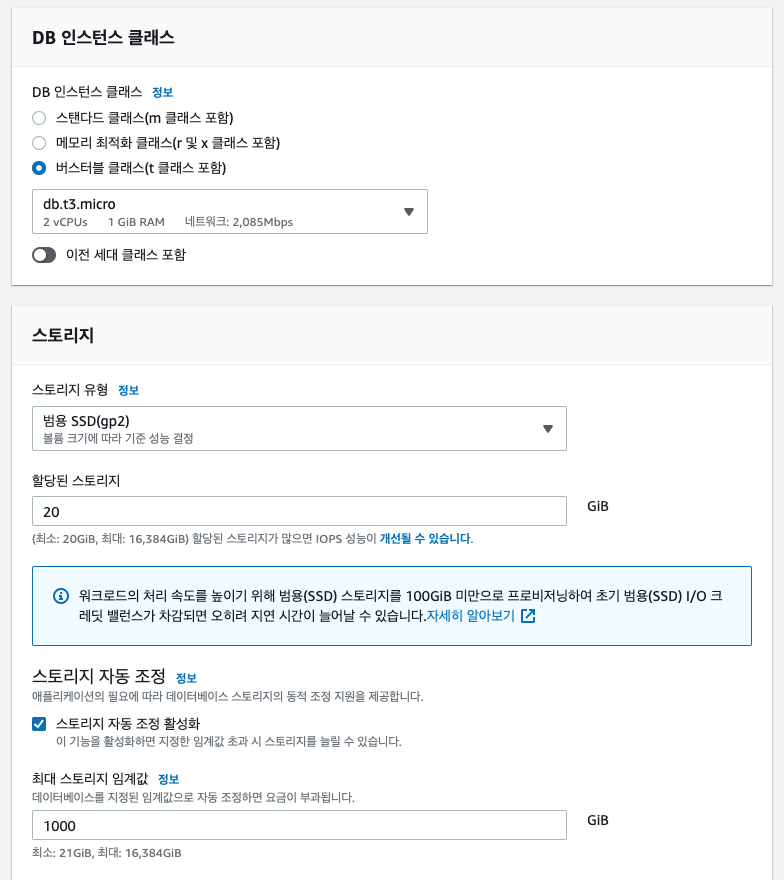 DB 인스턴스 클래스
DB 인스턴스 클래스 정보
스탠다드 클래스(m 클래스 포함)
메모리 최적화 클래스(r 및 x 클래스 포함)
버스터블 클래스(t 클래스 포함)
db.t3.micro
2 vCPUs 1 GiB RAM 네트워크: 2,085Mbps
이전 세대 클래스 포함
스토리지
스토리지 유형 정보
범용 SSD(gp2)
볼륨 크기에 따라 기준 성능 결정
할당된 스토리지
20 GiB
(최소: 20GiB, 최대: 16,384GiB) 할당된 스토리지가 많으면 IOPS 성능이 개선될 수 있습니다.
워크로드의 처리 속도를 높이기 위해 범용(SSD) 스토리지를 100GiB 미만으로 프로비저닝하여 초기 범용(SSD) I/O 크
레딧 밸런스가 차감되면 오히려 지연 시간이 늘어날 수 있습니다.자세히 알아보기
스토리지 자동 조정 정보
애플리케이션의 필요에 따라 데이터베이스 스토리지의 동적 조정 지원을 제공합니다.
스토리지 자동 조정 활성화
이 기능을 활성화하면 지정한 임계값 초과 시 스토리지를 늘릴 수 있습니다.
최대 스토리지 임계값 정보
데이터베이스를 지정된 임계값으로 자동 조정하면 요금이 부과됩니다.
1000 GiB
최소: 21GiB, 최대: 16,384GiB